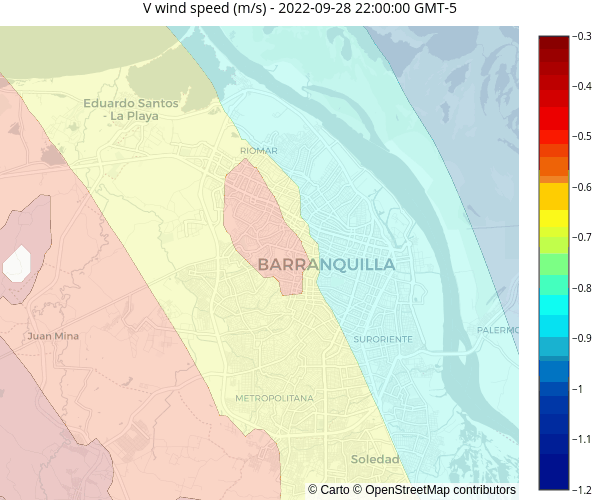 V wind speed (m/s) - 2022-09-28 22:00:00 GMT-5
Eduardo Santos
- La Playa
RIOMAR
BARRANQUILLA
Juan Mina
SURORIENTE
PALERMO
METROPOLITANA
Soledad
© Carto © OpenStreetMap contributors
−0.3
−0.4
−0.5
−0.6
−0.7
−0.8
−0.9
−1
−1.1
−1.2